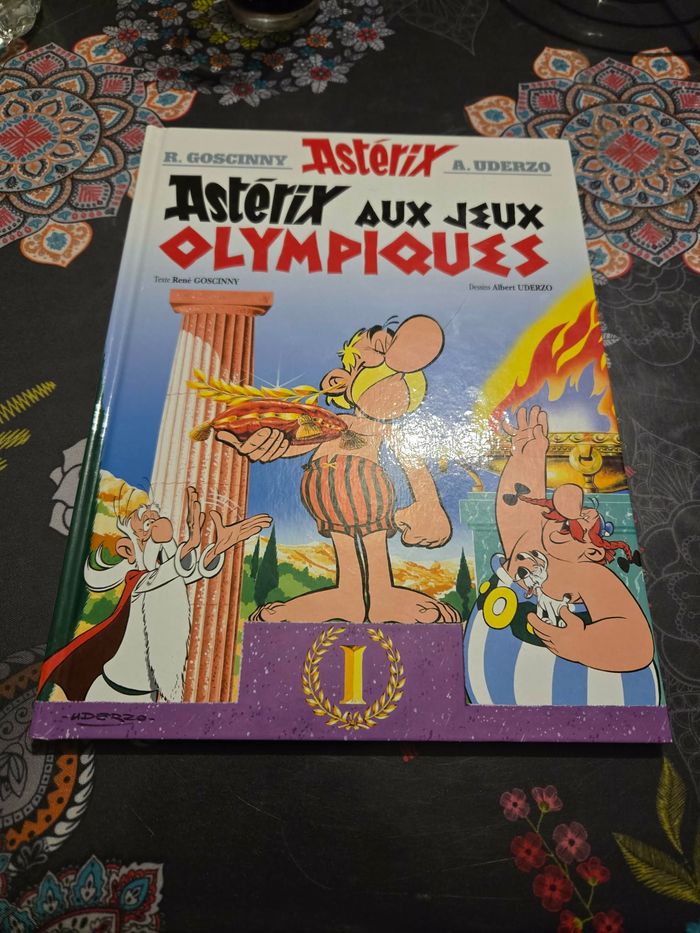 R. GOSCINNY Astérix A. UDERZO
Astérix AUX JEUX
OLYMPIQUES
Texte René GOSCINNY
Dessins Albert UDERZO
I
-UDERZO-